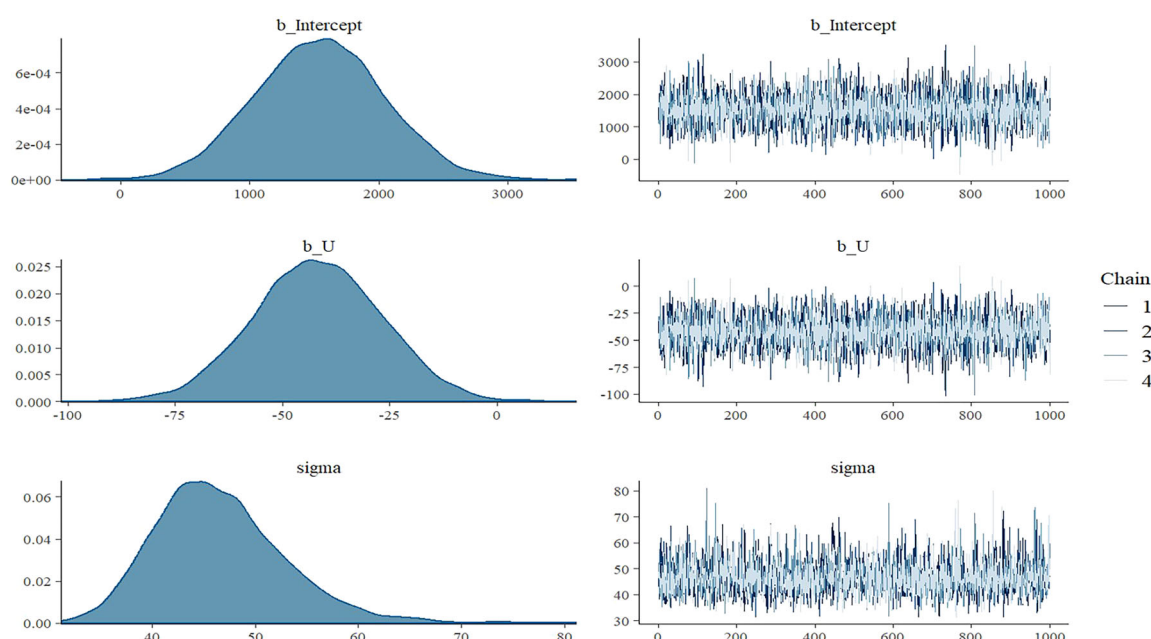 b_Intercept
6e-04
4e-04
2e-04
0e+00
0 1000 2000 3000
b_Intercept
3000
2000
1000
0
0 200 400 600 800 1000
b_U
0.025
0.020
0.015
0.010
0.005
0.000
-100 -75 -50 -25 0
b_U
0
-25
-50
-75
-100
0 200 400 600 800 1000
Chain
1
2
3
4
sigma
0.06
0.04
0.02
0.00
40 50 60 70 80
sigma
80
70
60
50
40
30
0 200 400 600 800 1000